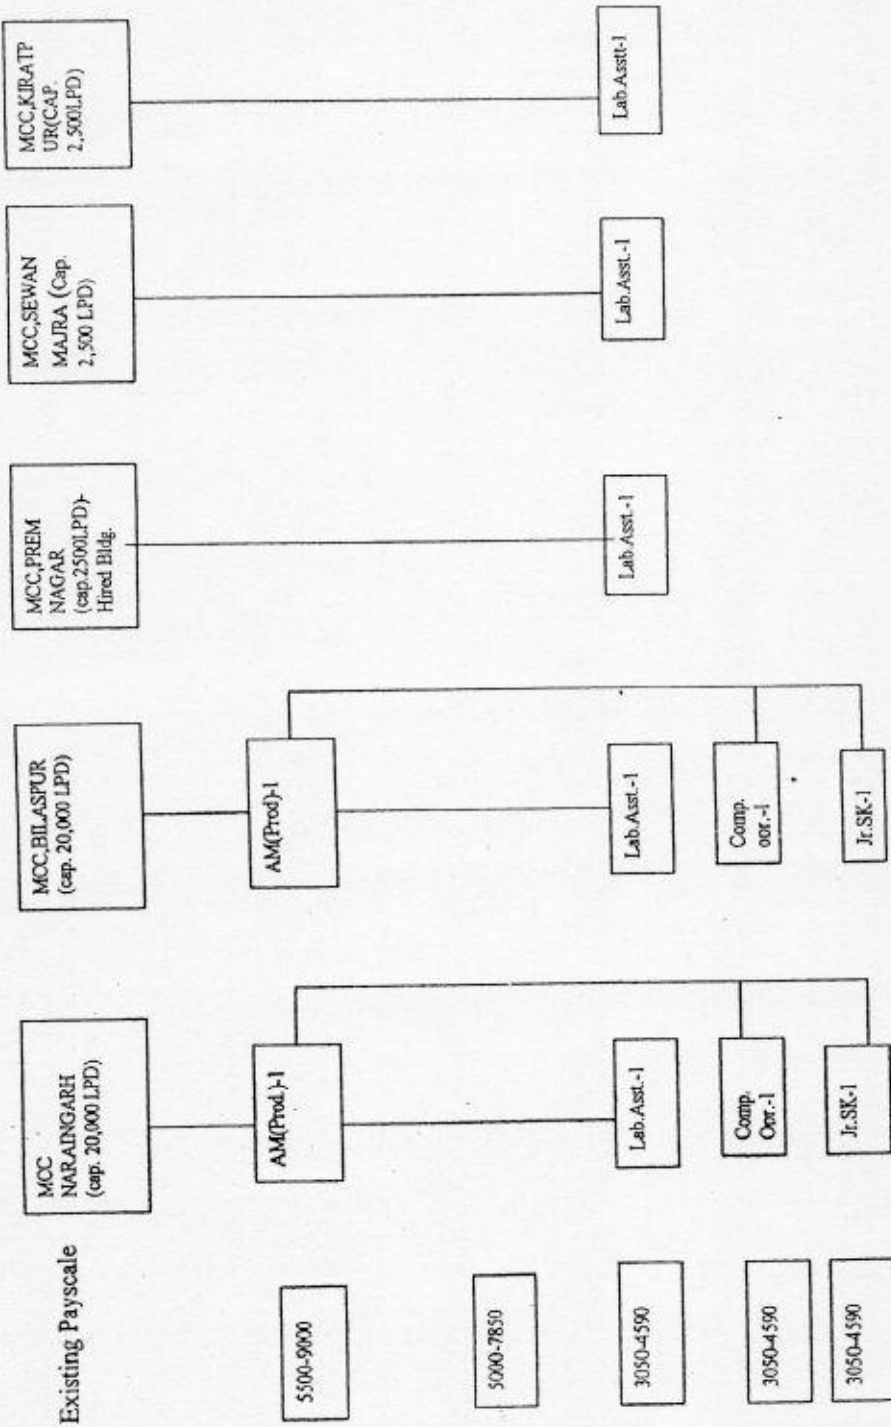 Existing Payscale
MCC
NARAINGARH
(cap. 20,000 LPD)
MCC,BILASPUR
(cap. 20,000 LPD)
MCC,PREM
NAGAR
(cap.2500LPD)-
Hired Bldg.
MCC,SEWAN
MAJRA (Cap.
2,500 LPD)
MCC,KIRATP
UR(CAP.
2,500LPD)
5500-9000
AM(Prod.)-1
AM(Prod)-1
5000-7850
3050-4590
Lab.Asst.-1
Lab.Asst.-1
Lab.Asst.-1
Lab.Asst.-1
Lab.Asstt-1
3050-4590
Comp.
Oor.-1
Comp.
oor.-1
3050-4590
Jr.SK-1
Jr.SK-1